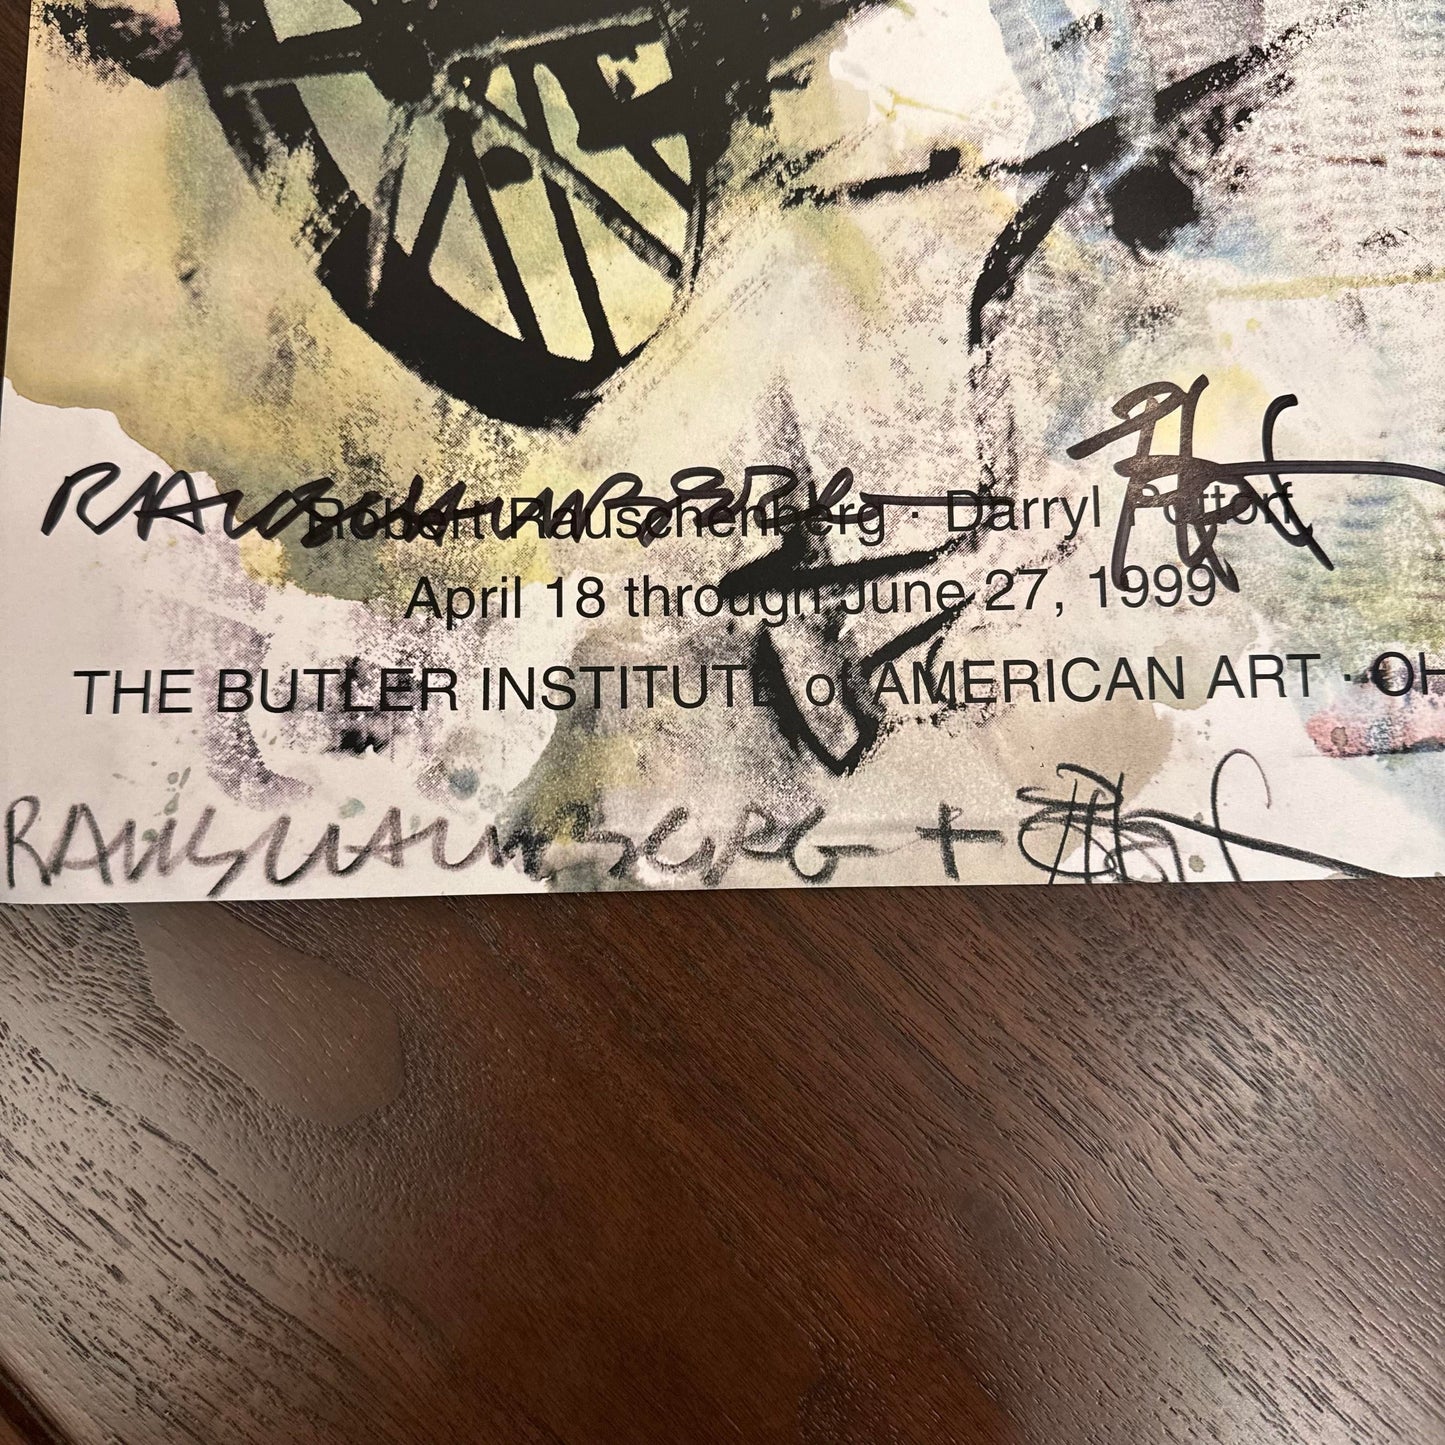 RAUSCHENBERG
Robert Rauschenberg · Darryl Pottorf
April 18 through June 27, 1999
THE BUTLER INSTITUTE of AMERICAN ART · OH
RAUSCHENBERG +